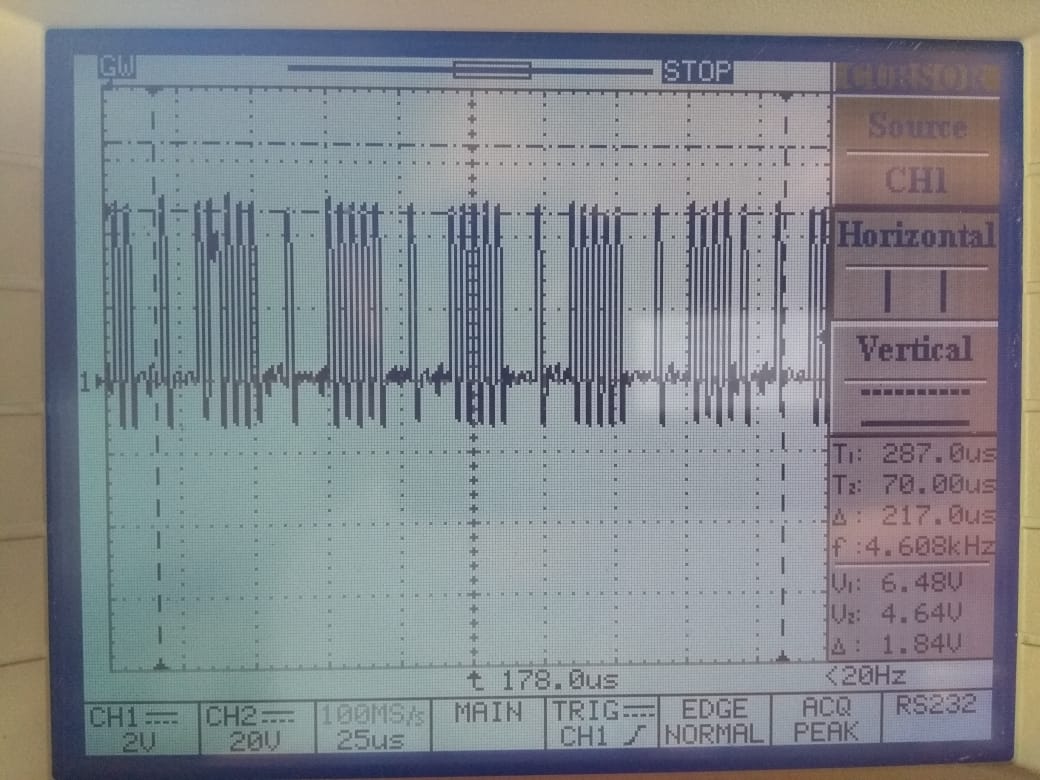 GW STOP
CURSOR
Source
CH1
Horizontal
Vertical
1
T1: 287.0us
T2: 70.00us
Δ: 217.0us
f:4.608kHz
V1: 6.48V
V2: 4.64V
Δ: 1.84V
t 178.0us <20Hz
CH1 CH2 100MS/s MAIN TRIG EDGE ACQ RS232
2V 20V 25us CH1 NORMAL PEAK